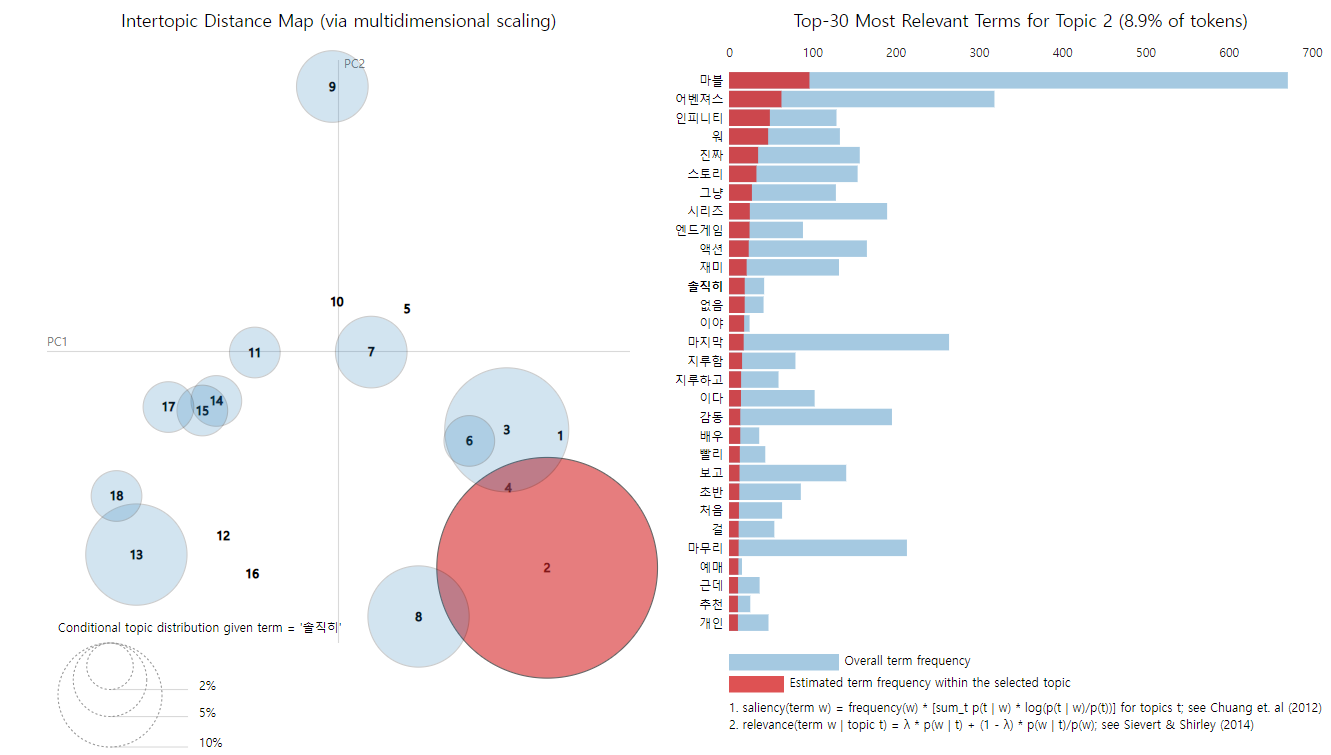 Intertopic Distance Map (via multidimensional scaling)
PC2
9
10
5
PC1
11
7
17
15
14
6
3
1
4
18
13
12
16
2
8
Conditional topic distribution given term = '솔직히'
2%
5%
10%
Top-30 Most Relevant Terms for Topic 2 (8.9% of tokens)
0 100 200 300 400 500 600 700
마블
어벤져스
인피니티
워
진짜
스토리
그냥
시리즈
엔드게임
액션
재미
솔직히
없음
이야
마지막
지루함
지루하고
이다
감동
배우
빨리
보고
초반
처음
걸
마무리
예매
근데
추천
개인
Overall term frequency
Estimated term frequency within the selected topic
1. saliency(term w) = frequency(w) * [sum_t p(t | w) * log(p(t | w)/p(t))] for topics t; see Chuang et. al (2012)
2. relevance(term w | topic t) = λ * p(w | t) + (1 - λ) * p(w | t)/p(w); see Sievert & Shirley (2014)